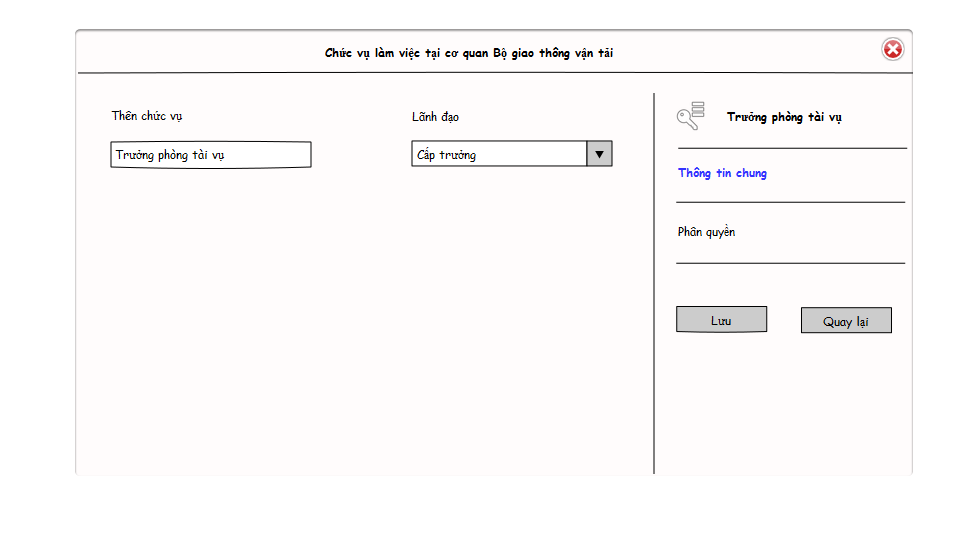 Chức vụ làm việc tại cơ quan Bộ giao thông vận tải
Thên chức vụ
Lãnh đạo
Trưởng phòng tài vụ
Cấp trưởng
Trưởng phòng tài vụ
Thông tin chung
Phân quyền
Lưu
Quay lại